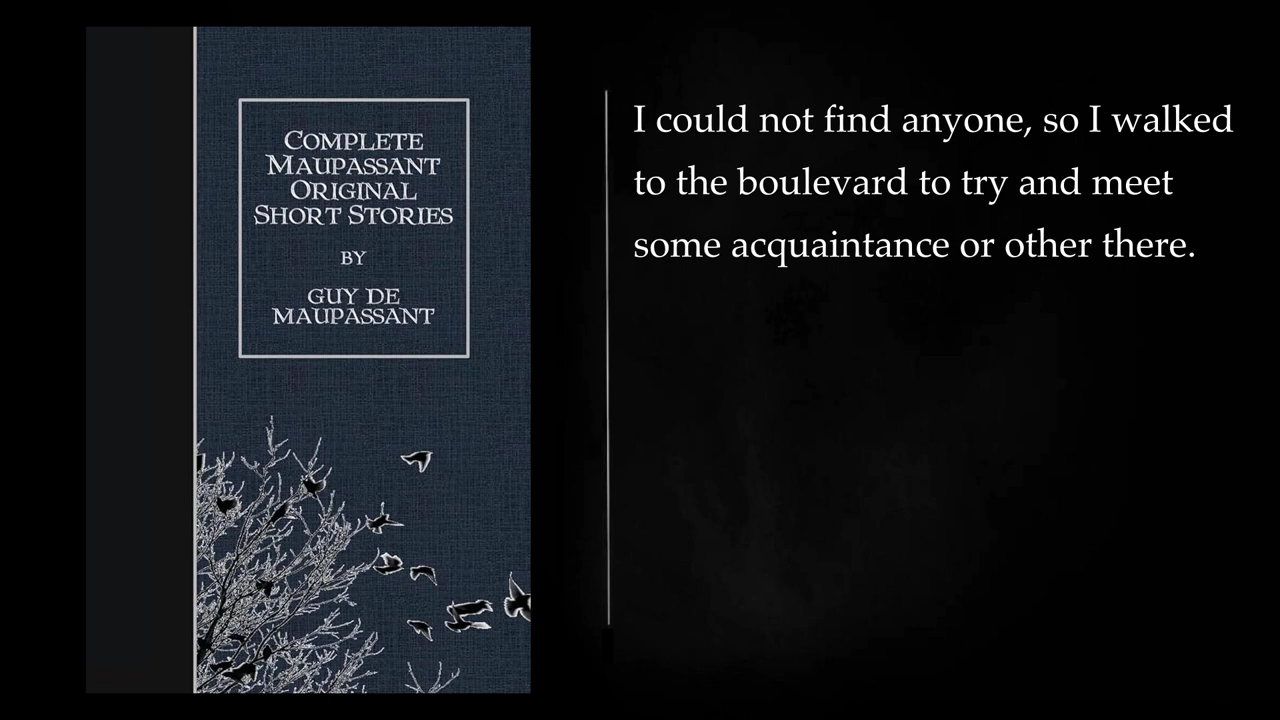 COMPLETE
MAUPASSANT
ORIGINAL
SHORT STORIES
BY
GUY DE
MAUPASSANT
I could not find anyone, so I walked
to the boulevard to try and meet
some acquaintance or other there.